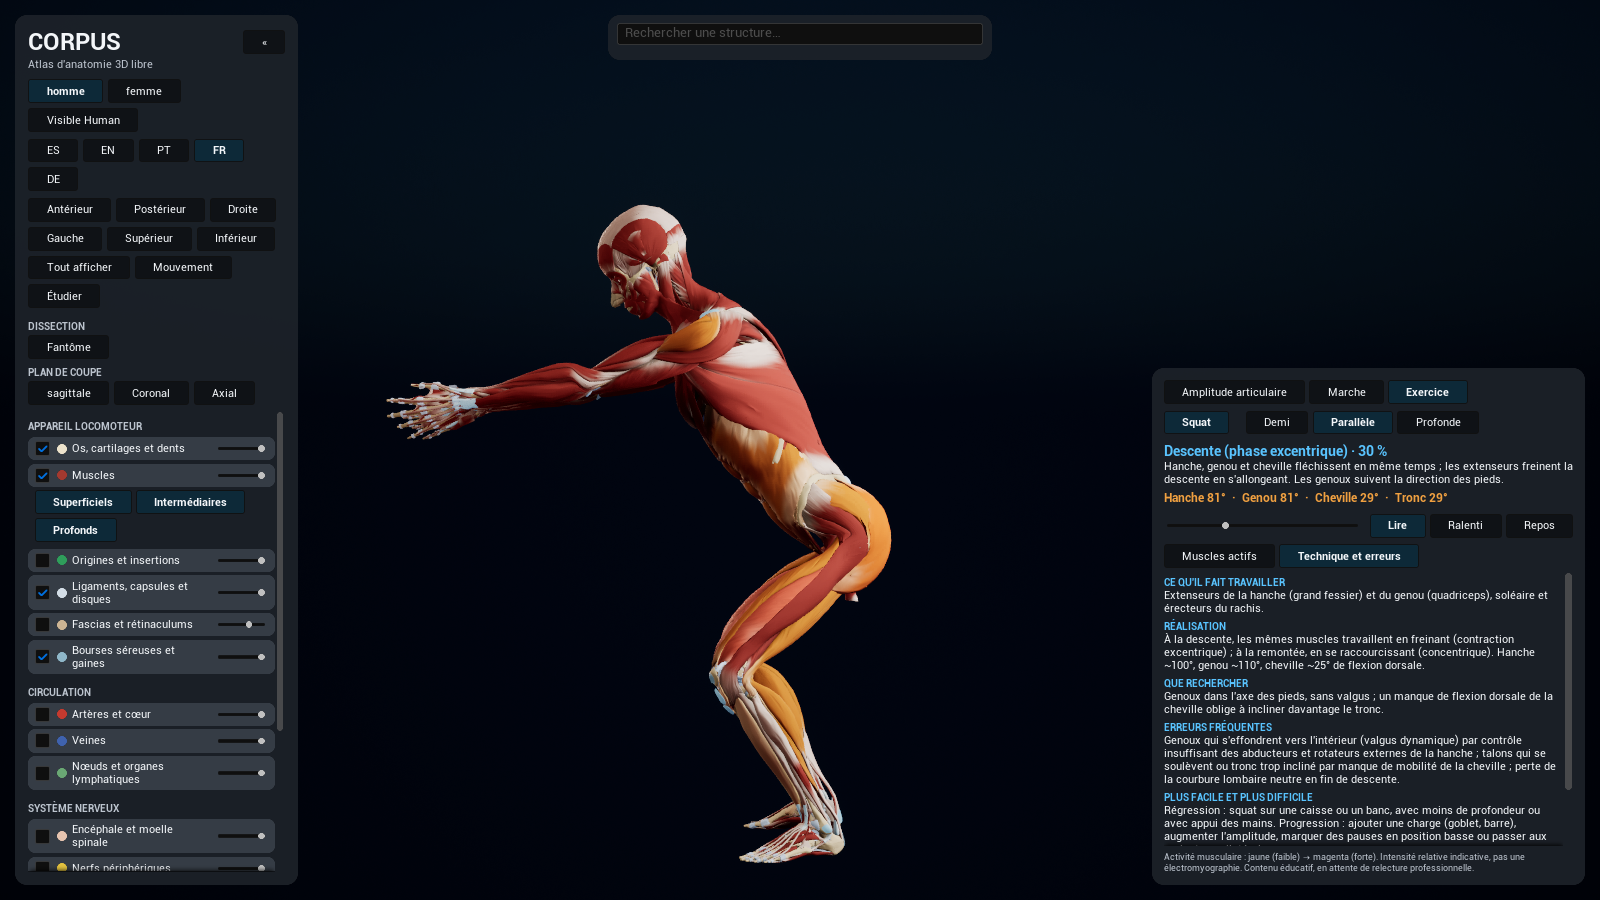 CORPUS
«
Atlas d'anatomie 3D libre
homme
femme
Visible Human
ES
EN
PT
FR
DE
Antérieur
Postérieur
Droite
Gauche
Supérieur
Inférieur
Tout afficher
Mouvement
Étudier
DISSECTION
Fantôme
PLAN DE COUPE
sagittale
Coronal
Axial
APPAREIL LOCOMOTEUR
Os, cartilages et dents
Muscles
Superficiels
Intermédiaires
Profonds
Origines et insertions
Ligaments, capsules et
disques
Fascias et rétinaculums
Bourses séreuses et
gaines
CIRCULATION
Artères et cœur
Veines
Nœuds et organes
lymphatiques
SYSTÈME NERVEUX
Encéphale et moelle
spinale
Nerfs périphériques
Rechercher une structure...
Amplitude articulaire
Marche
Exercice
Squat
Demi
Parallèle
Profonde
Descente (phase excentrique) · 30 %
Hanche, genou et cheville fléchissent en même temps ; les extenseurs freinent la
descente en s'allongeant. Les genoux suivent la direction des pieds.
Hanche 81° · Genou 81° · Cheville 29° · Tronc 29°
Lire
Ralenti
Repos
Muscles actifs
Technique et erreurs
CE QU'IL FAIT TRAVAILLER
Extenseurs de la hanche (grand fessier) et du genou (quadriceps), soléaire et
érecteurs du rachis.
RÉALISATION
À la descente, les mêmes muscles travaillent en freinant (contraction
excentrique) ; à la remontée, en se raccourcissant (concentrique). Hanche
~100°, genou ~110°, cheville ~25° de flexion dorsale.
QUE RECHERCHER
Genoux dans l'axe des pieds, sans valgus ; un manque de flexion dorsale de la
cheville oblige à incliner davantage le tronc.
ERREURS FRÉQUENTES
Genoux qui s'effondrent vers l'intérieur (valgus dynamique) par contrôle
insuffisant des abducteurs et rotateurs externes de la hanche ; talons qui se
soulèvent ou tronc trop incliné par manque de mobilité de la cheville ; perte de
la courbure lombaire neutre en fin de descente.
PLUS FACILE ET PLUS DIFFICILE
Régression : squat sur une caisse ou un banc, avec moins de profondeur ou
avec appui des mains. Progression : ajouter une charge (goblet, barre),
augmenter l'amplitude, marquer des pauses en position basse ou passer aux
Activité musculaire : jaune (faible) → magenta (forte). Intensité relative indicative, pas une
électromyographie. Contenu éducatif, en attente de relecture professionnelle.